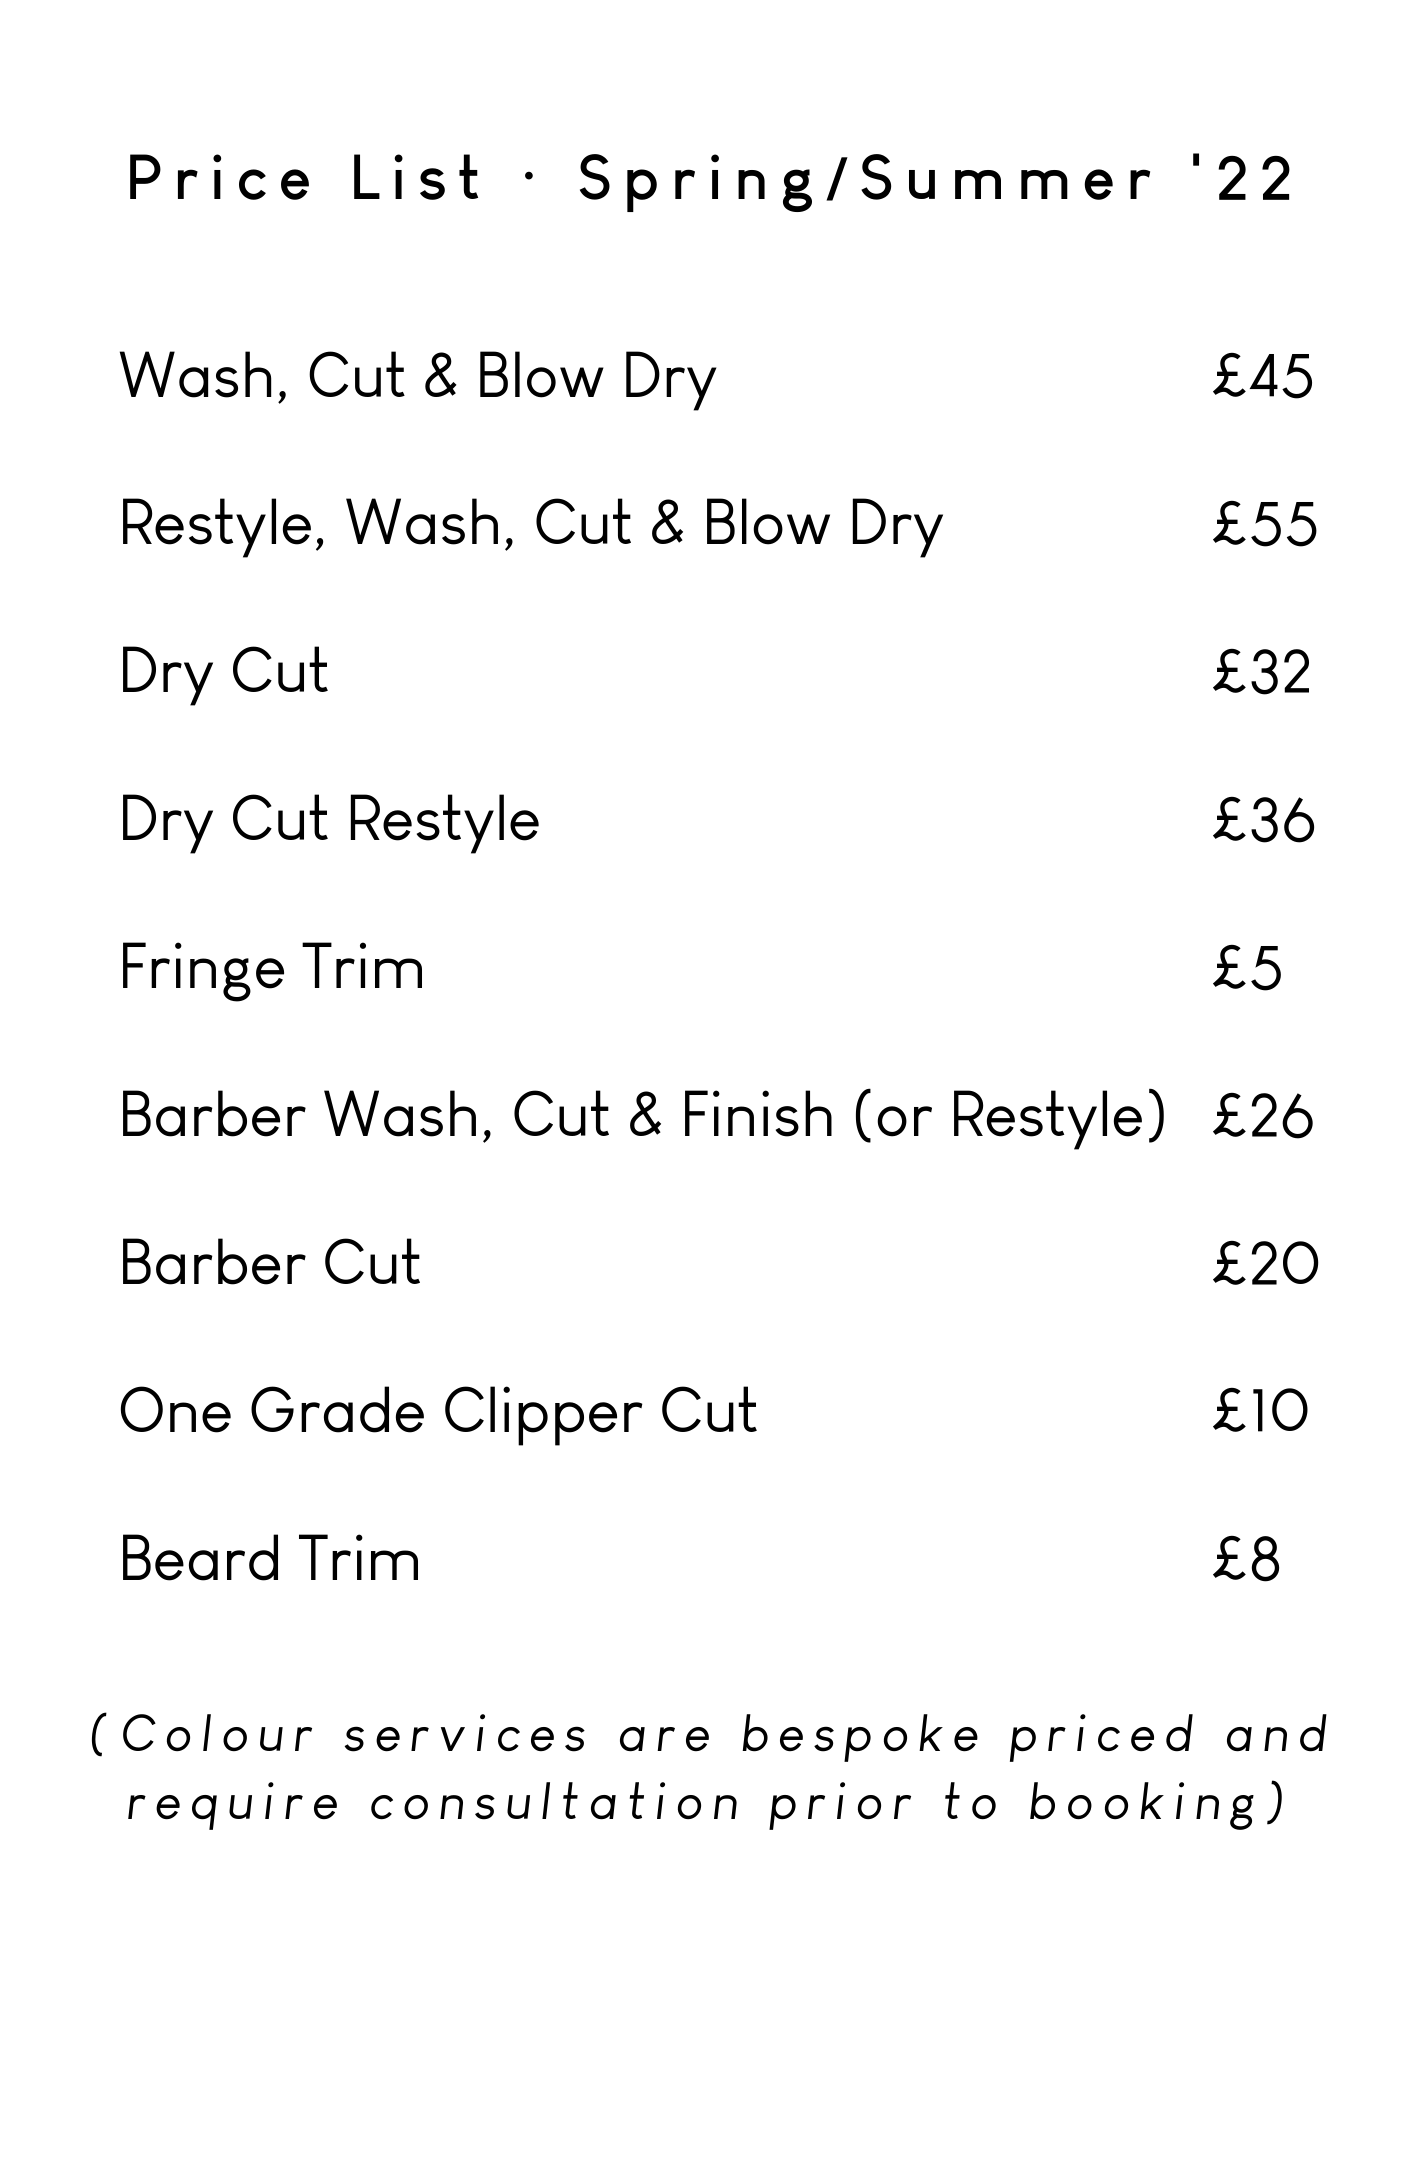 Price List · Spring/Summer '22
Wash, Cut & Blow Dry £45
Restyle, Wash, Cut & Blow Dry £55
Dry Cut £32
Dry Cut Restyle £36
Fringe Trim £5
Barber Wash, Cut & Finish (or Restyle) £26
Barber Cut £20
One Grade Clipper Cut £10
Beard Trim £8
(Colour services are bespoke priced and
require consultation prior to booking)